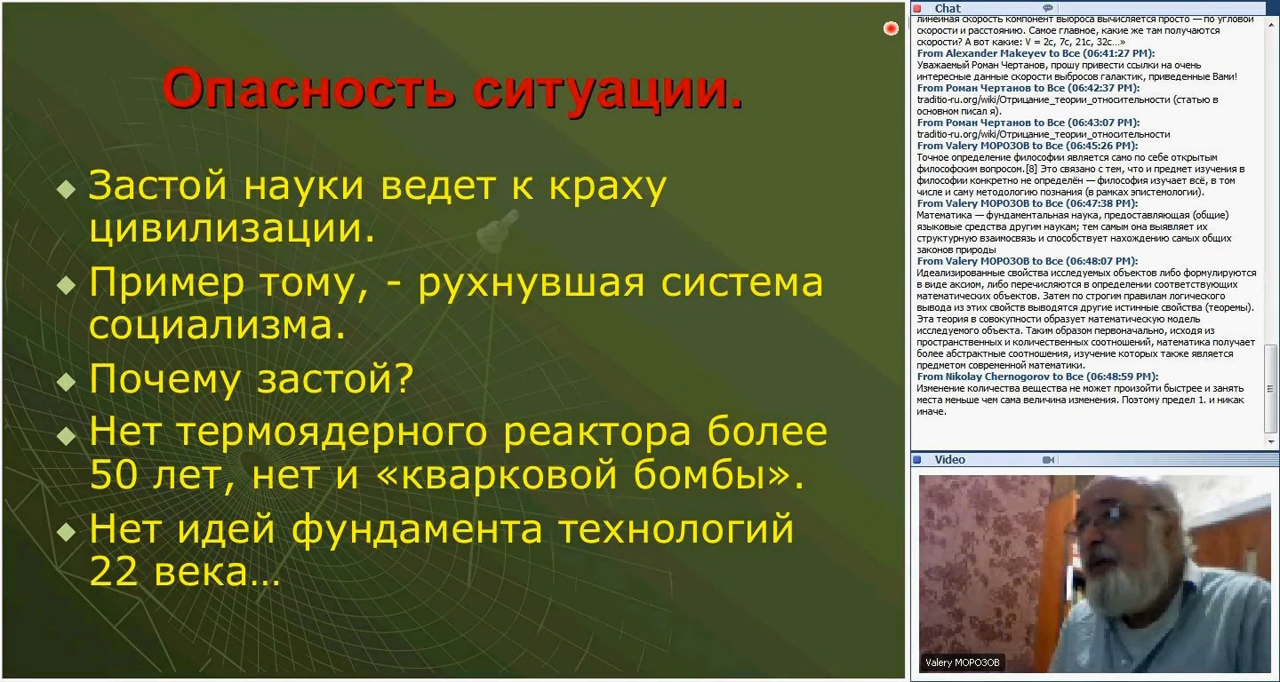 Опасность ситуации.
Застой науки ведет к краху
цивилизации.
Пример тому, - рухнувшая система
социализма.
Почему застой?
Нет термоядерного реактора более
50 лет, нет и «кварковой бомбы».
Нет идей фундамента технологий
22 века…
Chat
линейная скорость компонент выброса вычисляется просто — по угловой
скорости и расстоянию. Самое главное, какие же там получаются
скорости? А вот какие: V = 2c, 7c, 21c, 32c...»
From Alexander Makeyev to Все (06:41:27 PM):
Уважаемый Роман Чертанов, прошу привести ссылки на очень
интересные данные скорости выбросов галактик, приведенные Вами!
From Роман Чертанов to Все (06:42:37 PM):
traditio-ru.org/wiki/Отрицание_теории_относительности (статью в
основном писал я).
From Роман Чертанов to Все (06:43:07 PM):
traditio-ru.org/wiki/Отрицание_теории_относительности
From Valery МОРОЗОВ to Все (06:45:26 PM):
Точное определение философии является само по себе открытым
философским вопросом.[8] Это связано с тем, что и предмет изучения в
философии конкретно не определён — философия изучает всё, в том
числе и саму методологию познания (в рамках эпистемологии).
From Valery МОРОЗОВ to Все (06:47:38 PM):
Математика — фундаментальная наука, предоставляющая (общие)
языковые средства другим наукам; тем самым она выявляет их
структурную взаимосвязь и способствует нахождению самых общих
законов природы
From Valery МОРОЗОВ to Все (06:48:07 PM):
Идеализированные свойства исследуемых объектов либо формулируются
в виде аксиом, либо перечисляются в определении соответствующих
математических объектов. Затем по строгим правилам логического
вывода из этих свойств выводятся другие истинные свойства (теоремы).
Эта теория в совокупности образует математическую модель
исследуемого объекта. Таким образом первоначально, исходя из
пространственных и количественных соотношений, математика получает
более абстрактные соотношения, изучение которых также является
предметом современной математики.
From Nikolay Chernogorov to Все (06:48:59 PM):
Изменение количества вещества не может произойти быстрее и занять
места меньше чем сама величина изменения. Поэтому предел 1. и никак
иначе.
Video
Valery МОРОЗОВ